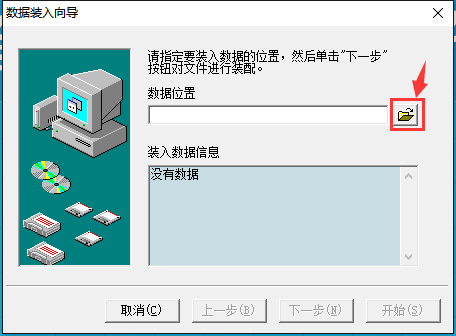 数据装入向导
请指定要装入数据的位置，然后单击"下一步"
按钮对文件进行装配。
数据位置
装入数据信息
没有数据
取消(C) 上一步(B) 下一步(N) 开始(S)